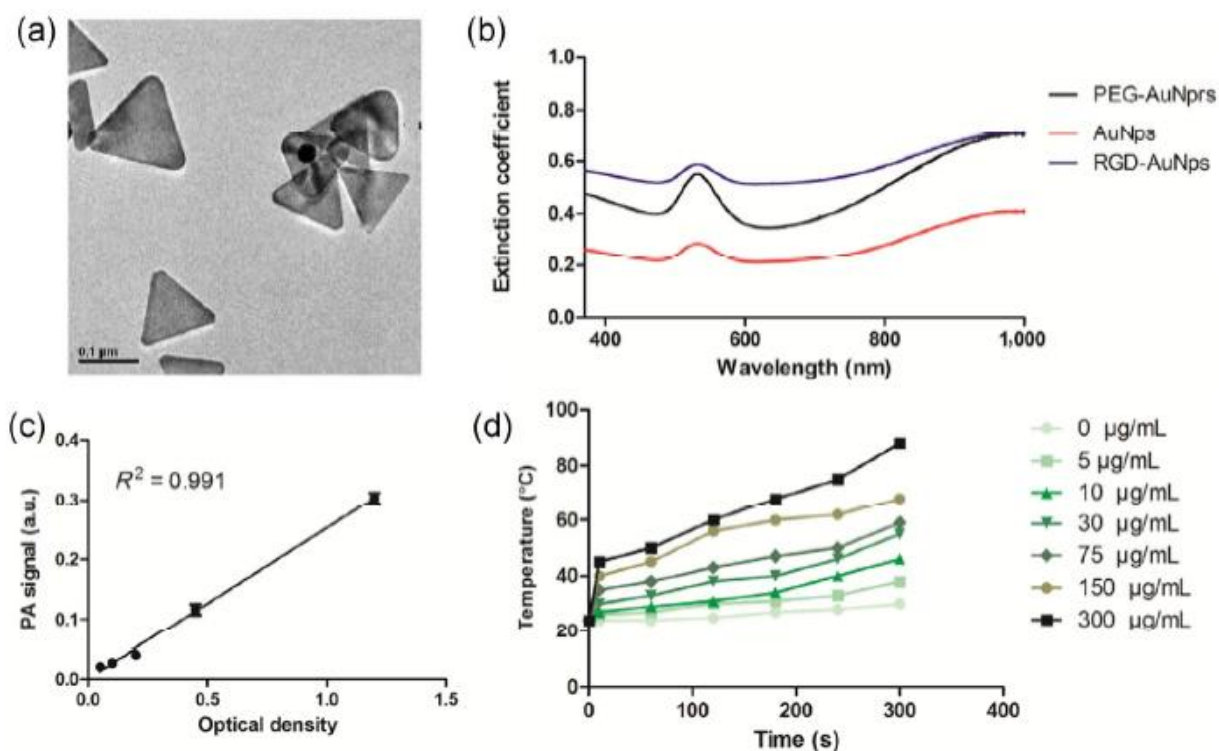 (a)
0.1 µm
(b)
Extinction coefficient
1.0
0.8
0.6
0.4
0.2
0.0
400
600
800
1,000
Wavelength (nm)
PEG-AuNprs
AuNps
RGD-AuNps
(c)
PA signal (a.u.)
0.4
0.3
0.2
0.1
0.0
R² = 0.991
0.0
0.5
1.0
1.5
Optical density
(d)
Temperature (°C)
100
80
60
40
20
0
0
100
200
300
400
Time (s)
0 µg/mL
5 µg/mL
10 µg/mL
30 µg/mL
75 µg/mL
150 µg/mL
300 µg/mL